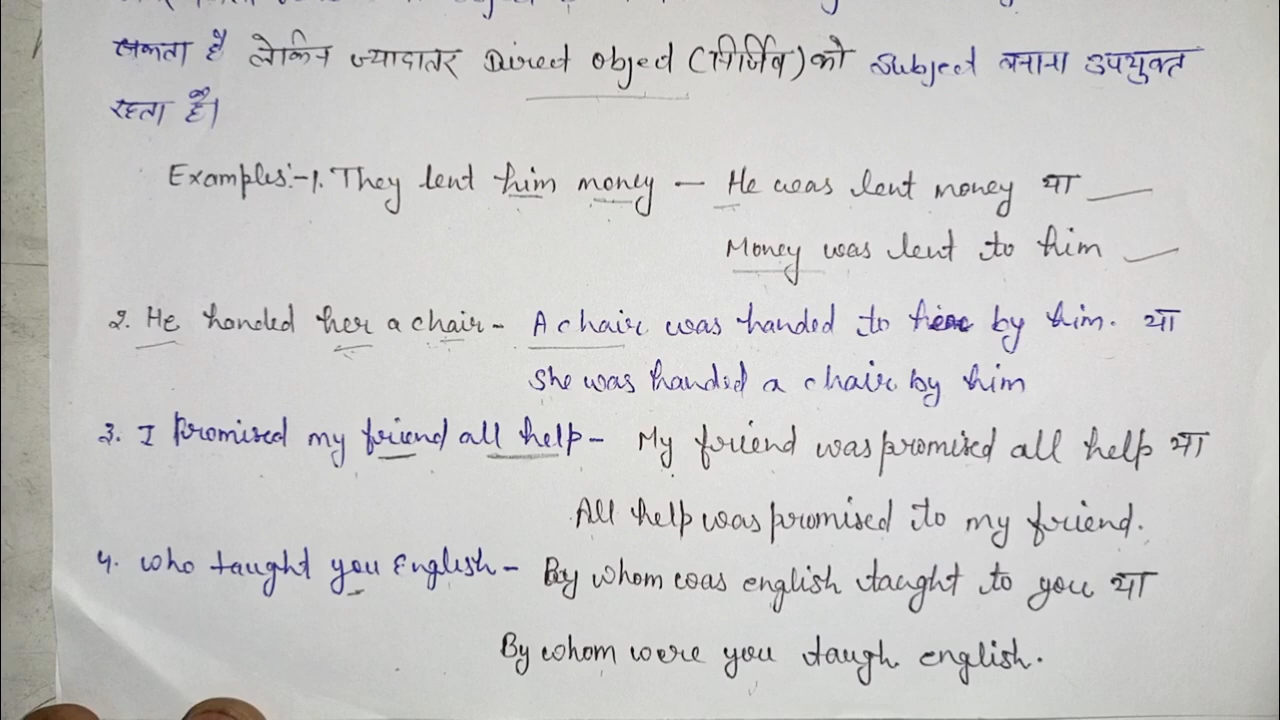 सकता है लेकिन ज्यादातर Direct object (निर्जिव) को Subject बनाना उपयुक्त
रहता है।
Examples:-1. They lent him money - He was lent money या
Money was lent to him
2. He handed her a chair - A chair was handed to her by him. या
She was handed a chair by him
3. I Promised my friend all help - My friend was promised all help या
All help was promised to my friend.
4. Who taught you English - By whom was english taught to you या
By whom were you taugh english.